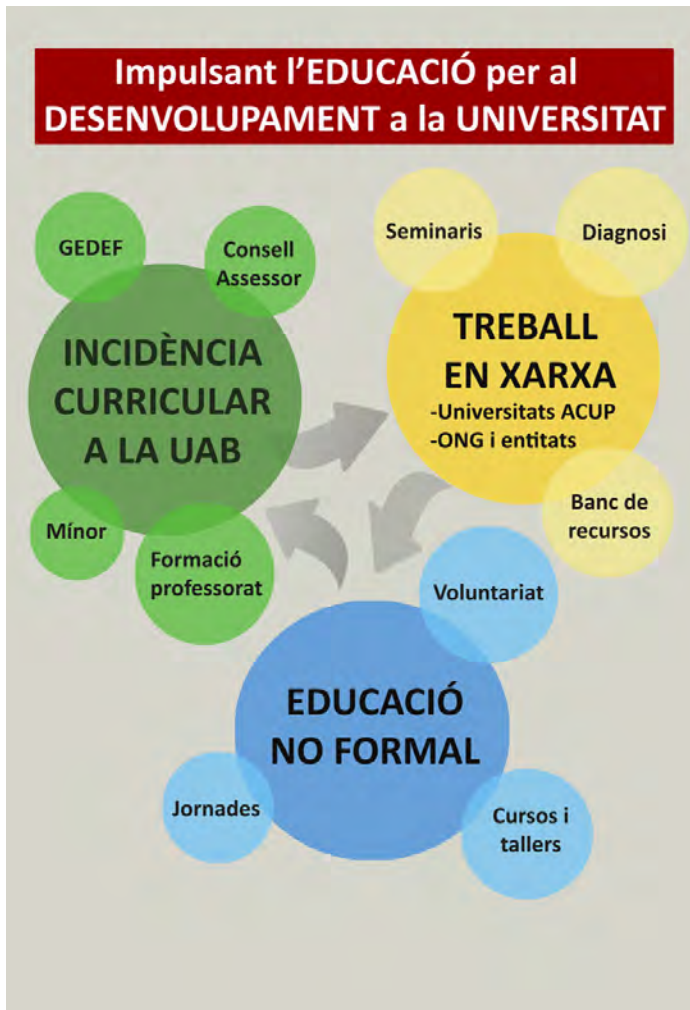 Impulsant l'EDUCACIÓ per al
DESENVOLUPAMENT a la UNIVERSITAT
GEDEF
Consell
Assessor
INCIDÈNCIA
CURRICULAR
A LA UAB
Mínor
Formació
professorat
Seminaris
Diagnosi
TREBALL
EN XARXA
-Universitats ACUP
-ONG i entitats
Banc de
recursos
Voluntariat
EDUCACIÓ
NO FORMAL
Jornades
Cursos i
tallers